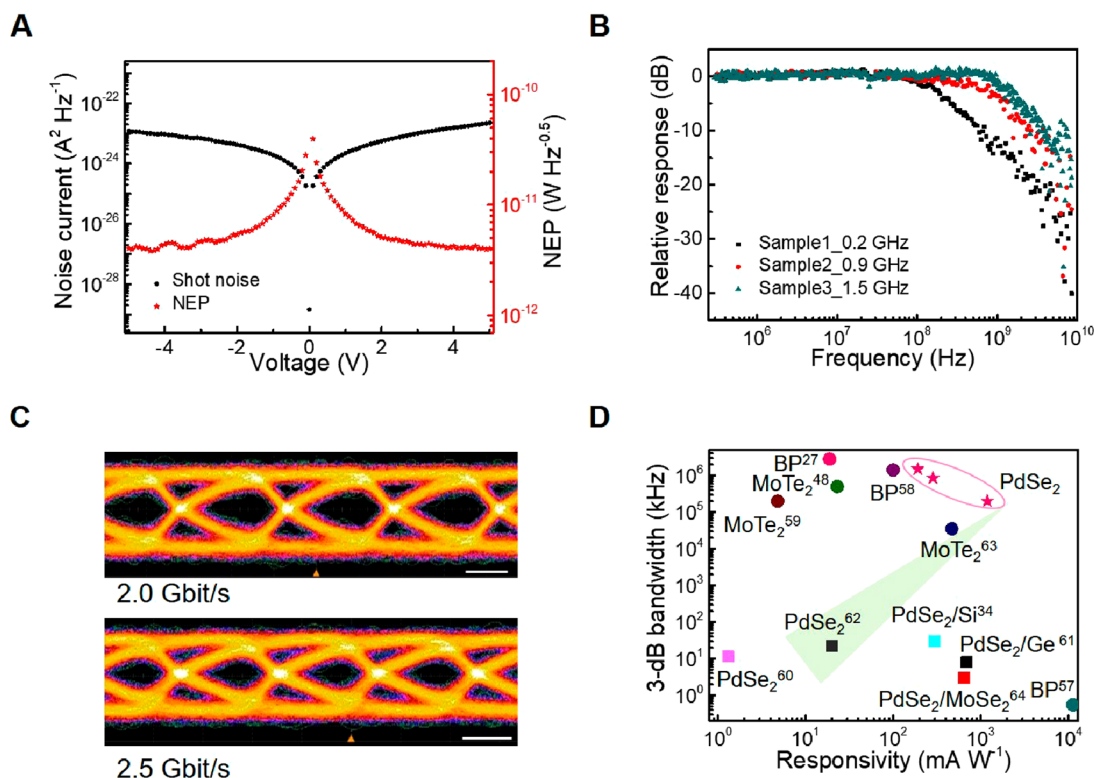 A
Noise current (A² Hz⁻¹)
10⁻²²
10⁻²⁴
10⁻²⁶
10⁻²⁸
10⁻¹⁰
10⁻¹¹
10⁻¹²
NEP (W Hz⁻⁰·⁵)
Shot noise
NEP
-4 -2 0 2 4
Voltage (V)
B
Relative response (dB)
0
-10
-20
-30
-40
Sample1_0.2 GHz
Sample2_0.9 GHz
Sample3_1.5 GHz
10⁶ 10⁷ 10⁸ 10⁹ 10¹⁰
Frequency (Hz)
C
2.0 Gbit/s
2.5 Gbit/s
D
3-dB bandwidth (kHz)
10⁶
10⁵
10⁴
10³
10²
10¹
10⁰
BP²⁷
MoTe₂⁴⁸
MoTe₂⁵⁹
BP⁵⁸
PdSe₂
MoTe₂⁶³
PdSe₂⁶²
PdSe₂/Si³⁴
PdSe₂/Ge⁶¹
PdSe₂⁶⁰
PdSe₂/MoSe₂⁶⁴
BP⁵⁷
10⁰ 10¹ 10² 10³ 10⁴
Responsivity (mA W⁻¹)